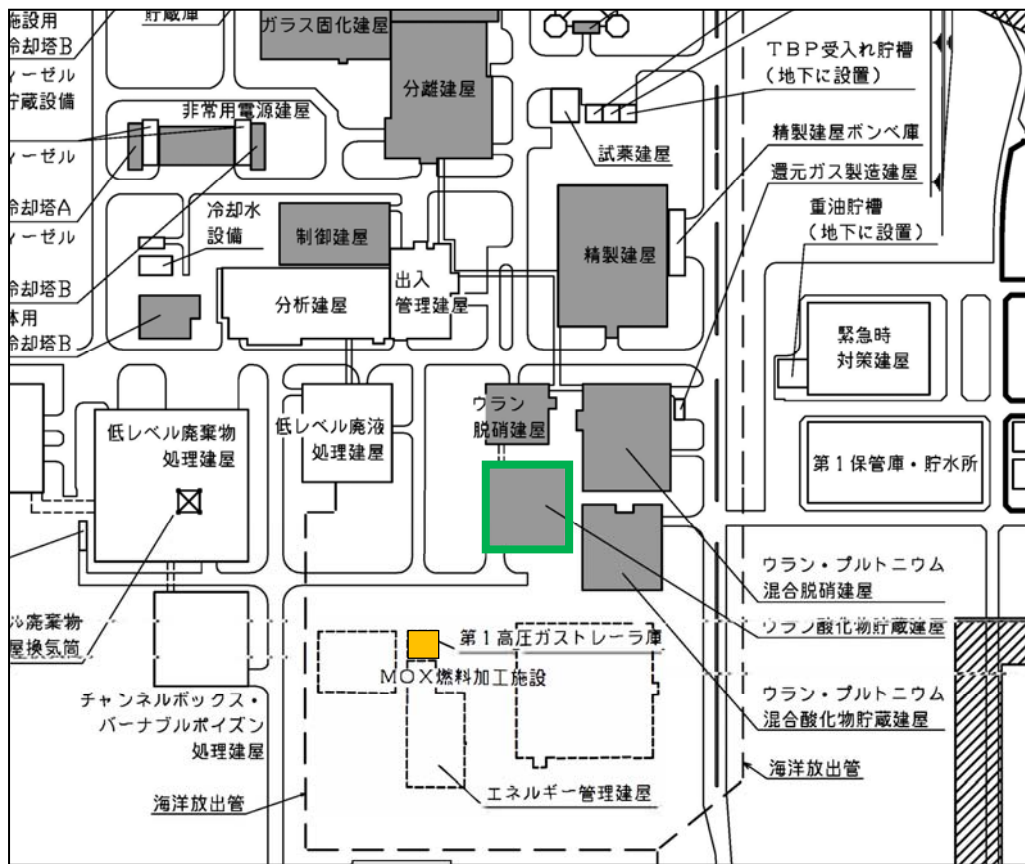 施設用
冷却塔B
貯蔵庫
ガラス固化建屋
分離建屋
TBP受入れ貯槽
(地下に設置)
ィーゼル
貯蔵設備
非常用電源建屋
精製建屋ボンベ庫
試薬建屋
還元ガス製造建屋
ィーゼル
冷却塔A
ィーゼル
冷却水
設備
制御建屋
重油貯槽
(地下に設置)
精製建屋
出入
管理建屋
冷却塔B
体用
冷却塔B
分析建屋
緊急時
対策建屋
ウラン
脱硝建屋
低レベル廃棄物
処理建屋
低レベル廃液
処理建屋
第1保管庫・貯水所
ウラン・プルトニウム
混合脱硝建屋
ル廃棄物
屋換気筒
第1高圧ガストレーラ庫
ウラン酸化物貯蔵建屋
MOX燃料加工施設
チャンネルボックス・
バーナブルポイズン
処理建屋
ウラン・プルトニウム
混合酸化物貯蔵建屋
海洋放出管
エネルギー管理建屋
海洋放出管